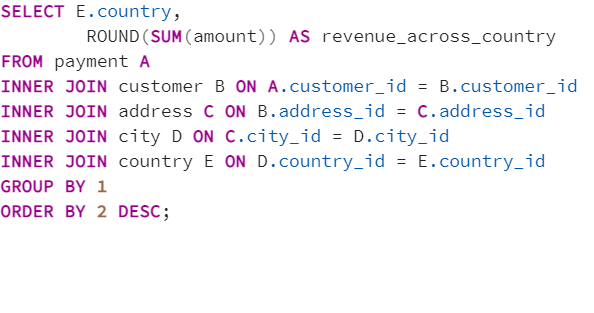 SELECT E.country,
ROUND(SUM(amount)) AS revenue_across_country
FROM payment A
INNER JOIN customer B ON A.customer_id = B.customer_id
INNER JOIN address C ON B.address_id = C.address_id
INNER JOIN city D ON C.city_id = D.city_id
INNER JOIN country E ON D.country_id = E.country_id
GROUP BY 1
ORDER BY 2 DESC;